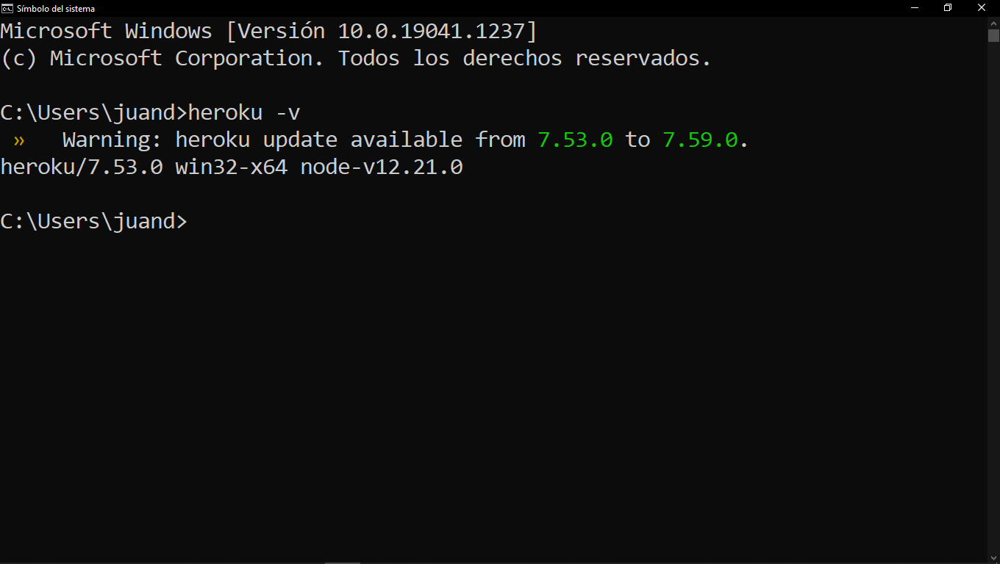 Símbolo del sistema
Microsoft Windows [Versión 10.0.19041.1237]
(c) Microsoft Corporation. Todos los derechos reservados.
C:\Users\juand>heroku -v
»   Warning: heroku update available from 7.53.0 to 7.59.0.
heroku/7.53.0 win32-x64 node-v12.21.0
C:\Users\juand>